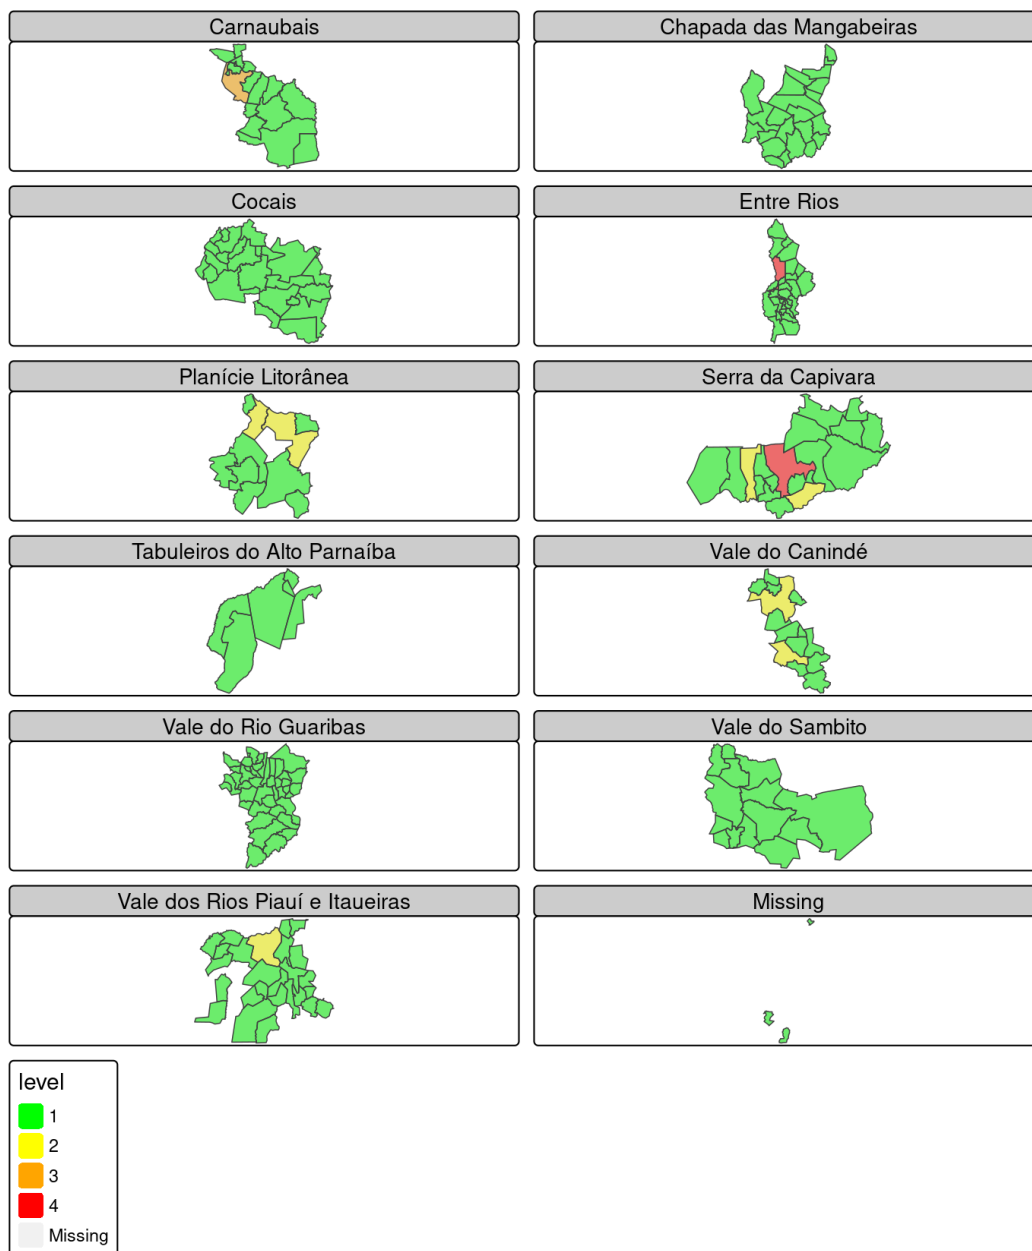 Carnaubais
Chapada das Mangabeiras
Cocais
Entre Rios
Planície Litorânea
Serra da Capivara
Tabuleiros do Alto Parnaíba
Vale do Canindé
Vale do Rio Guaribas
Vale do Sambito
Vale dos Rios Piauí e Itaueiras
Missing
level
1
2
3
4
Missing